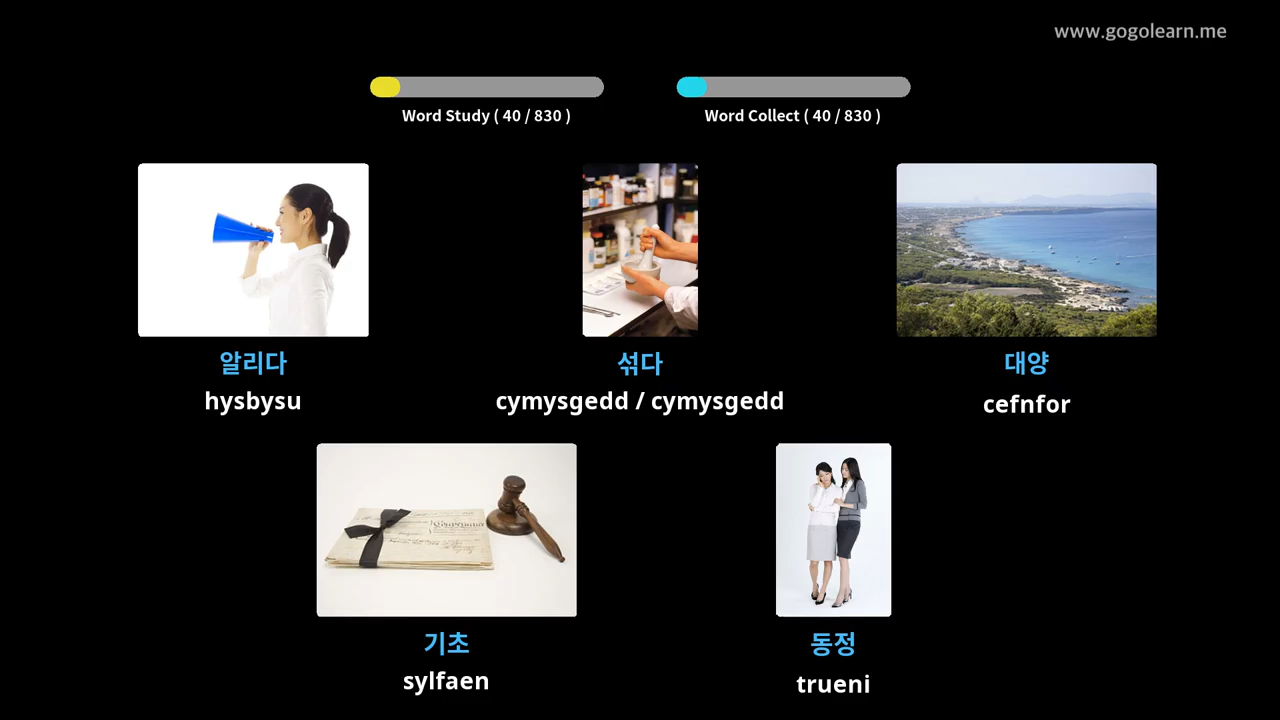 www.gogolearn.me
Word Study ( 40 / 830 )
Word Collect ( 40 / 830 )
알리다
hysbysu
섞다
cymysgedd / cymysgedd
대양
cefnfor
기초
sylfaen
동정
trueni